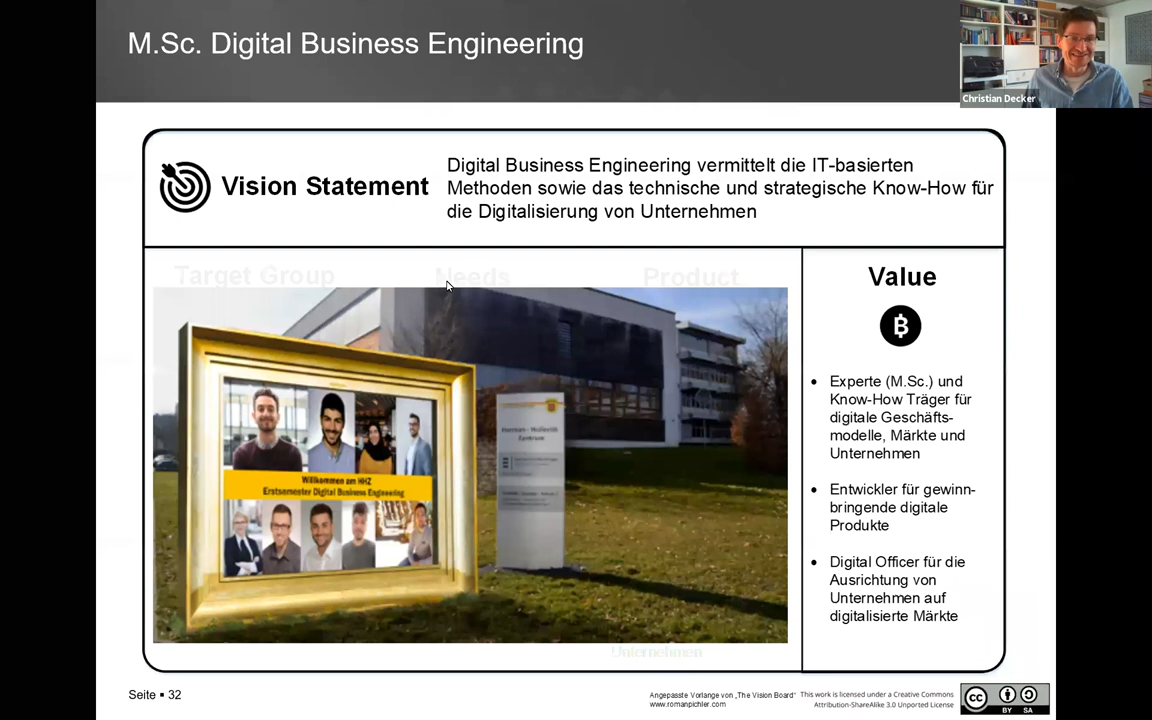 M.Sc. Digital Business Engineering
Christian Decker
Vision Statement
Digital Business Engineering vermittelt die IT-basierten
Methoden sowie das technische und strategische Know-How für
die Digitalisierung von Unternehmen
Target Group
Needs
Product
Value
Willkommen am HHZ
Erstsemester Digital Business Engineering
Zentrum
• Experte (M.Sc.) und
Know-How Träger für
digitale Geschäfts-
modelle, Märkte und
Unternehmen
• Entwickler für gewinn-
bringende digitale
Produkte
• Digital Officer für die
Ausrichtung von
Unternehmen auf
digitalisierte Märkte
Unternehmen
Seite ▪ 32
Angepasste Vorlange von „The Vision Board“
www.romanpichler.com
This work is licensed under a Creative Commons
Attribution-ShareAlike 3.0 Unported License
CC
BY SA